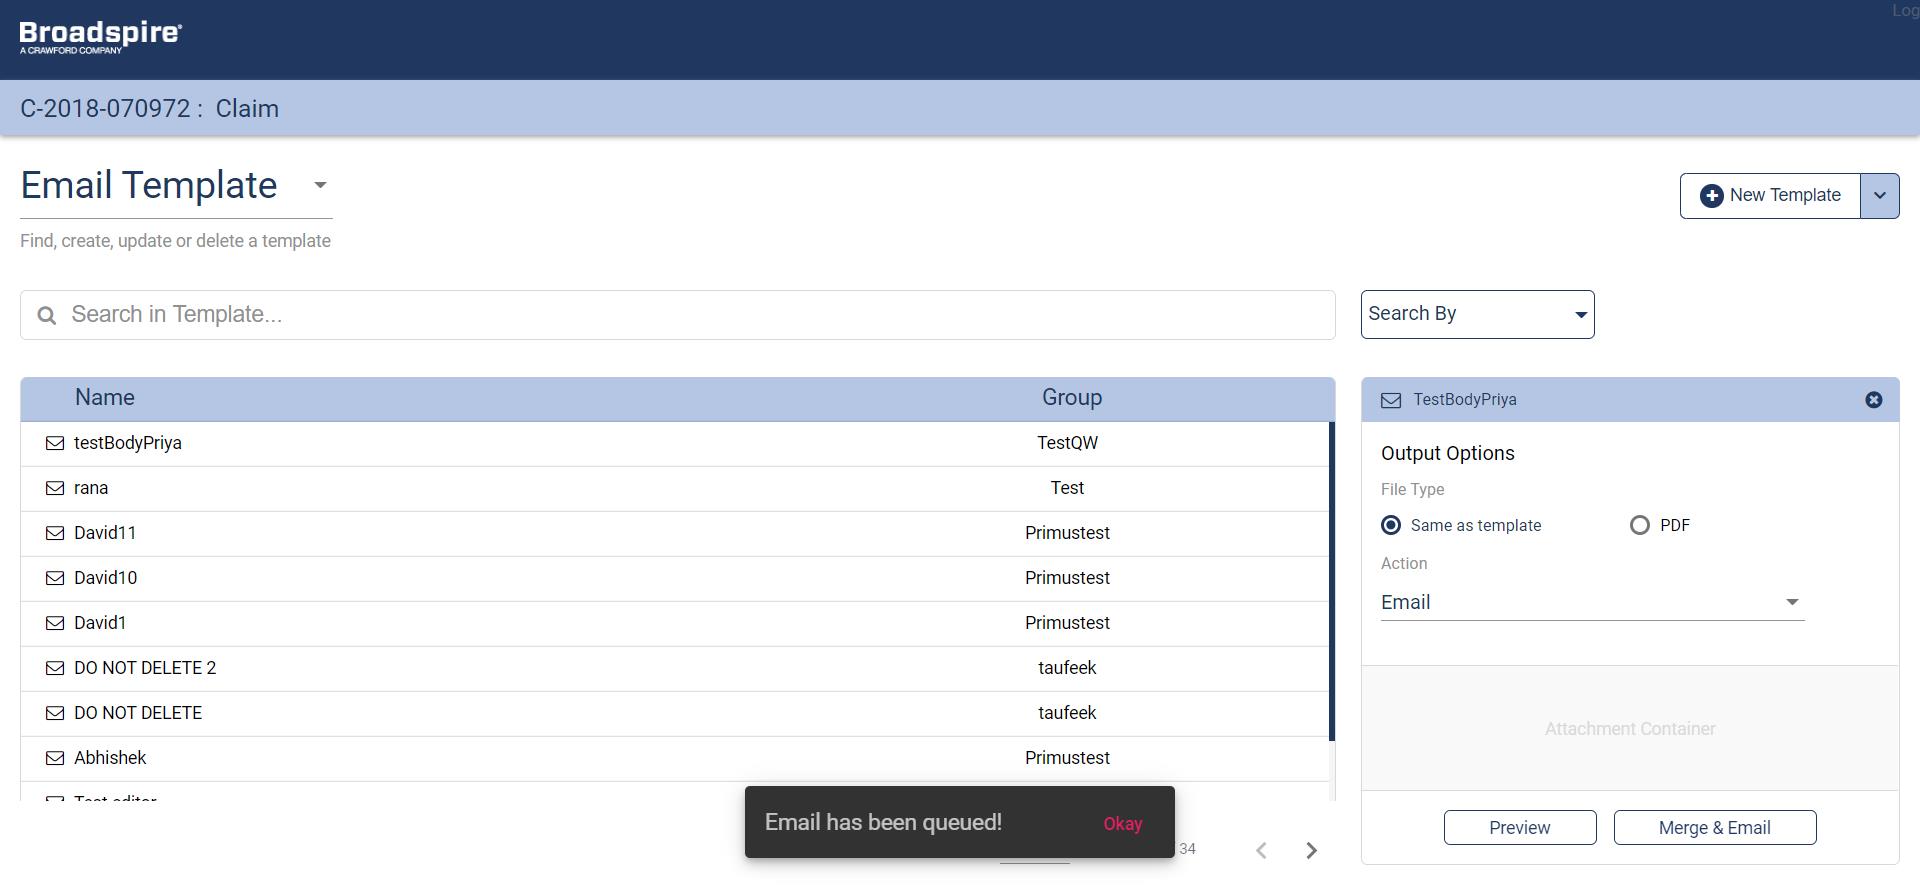 Log
Broadspire®
A CRAWFORD COMPANY
C-2018-070972 : Claim
Email Template
New Template
Find, create, update or delete a template
Search in Template...
Search By
Name Group
testBodyPriya TestQW
rana Test
David11 Primustest
David10 Primustest
David1 Primustest
DO NOT DELETE 2 taufeek
DO NOT DELETE taufeek
Abhishek Primustest
Test editor
TestBodyPriya
Output Options
File Type
Same as template PDF
Action
Email
Attachment Container
Preview Merge & Email
Email has been queued! Okay
34